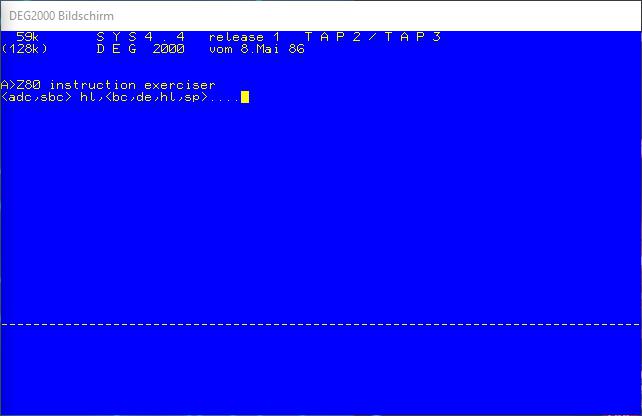 DEG2000 Bildschirm
59k S Y S 4 . 4 release 1 T A P 2 / T A P 3
(128k) D E G 2000 vom 8.Mai 86
A>Z80 instruction exerciser
<adc,sbc> hl,<bc,de,hl,sp>....